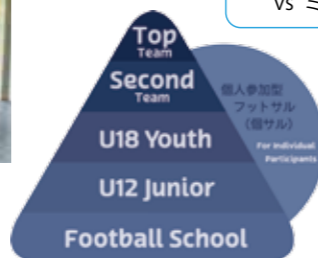 vs
Top
Team
Second
Team
U18 Youth
U12 Junior
Football School
個人参加型
フットサル
（個サル）
For Individual
Participants